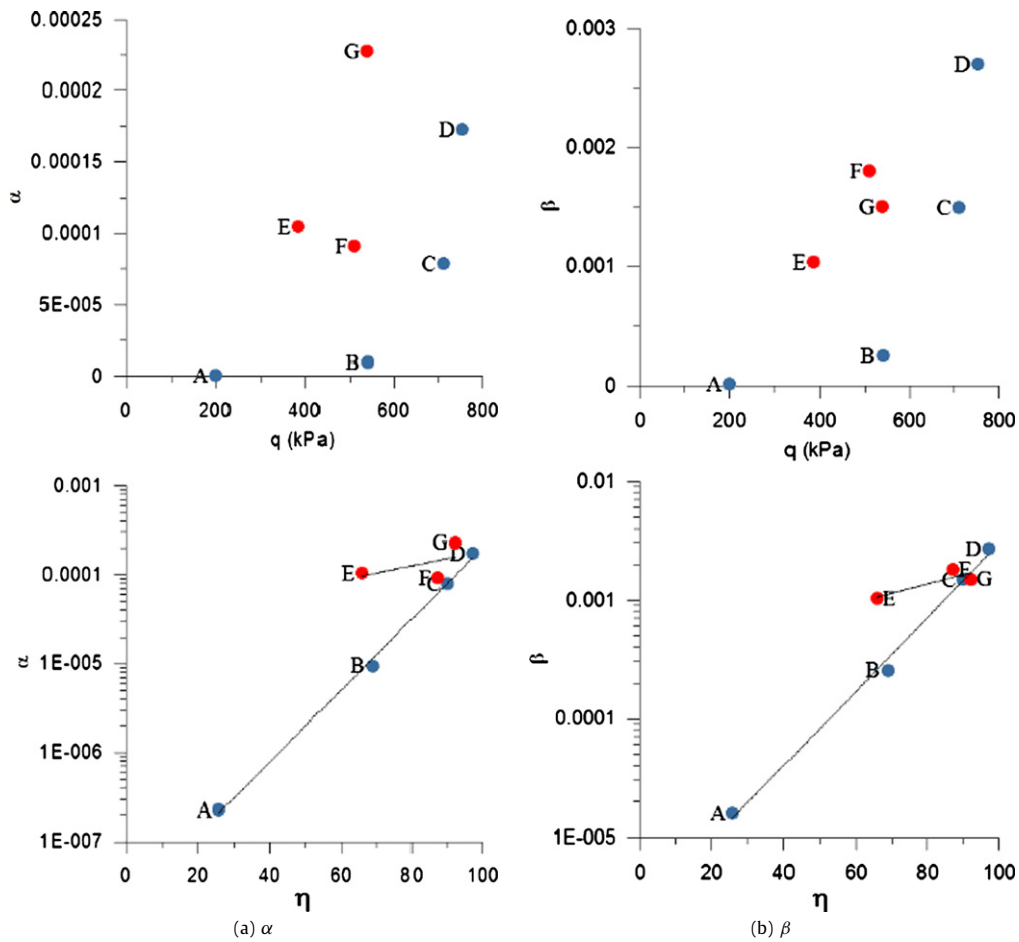 0.00025
0.0002
0.00015
0.0001
5E-005
0
α
G
D
E
F
C
B
A
0 200 400 600 800
q (kPa)
0.003
0.002
0.001
0
β
D
F
G
C
E
B
A
0 200 400 600 800
q (kPa)
0.001
0.0001
1E-005
1E-006
1E-007
α
G
D
E
F
C
B
A
0 20 40 60 80 100
η
(a) α
0.01
0.001
0.0001
1E-005
β
D
F
C
G
E
B
A
0 20 40 60 80 100
η
(b) β